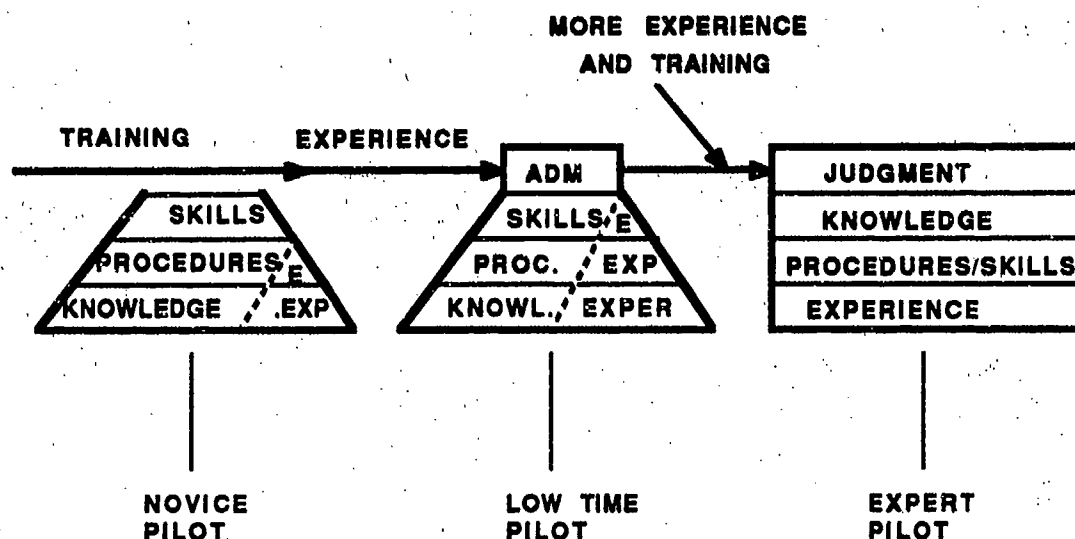 MORE EXPERIENCE
AND TRAINING
TRAINING
EXPERIENCE
SKILLS
PROCEDURES E
KNOWLEDGE .EXP
NOVICE
PILOT
ADM
SKILLS E
PROC. EXP
KNOWL. EXPER
LOW TIME
PILOT
JUDGMENT
KNOWLEDGE
PROCEDURES/SKILLS
EXPERIENCE
EXPERT
PILOT